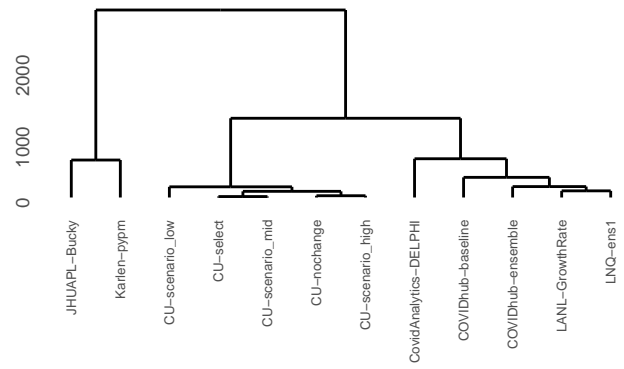 2000
1000
0
JHUAPL−Bucky
Karlen−pypm
CU−scenario_low
CU−select
CU−scenario_mid
CU−nochange
CU−scenario_high
CovidAnalytics−DELPHI
COVIDhub−baseline
COVIDhub−ensemble
LANL−GrowthRate
LNQ−ens1